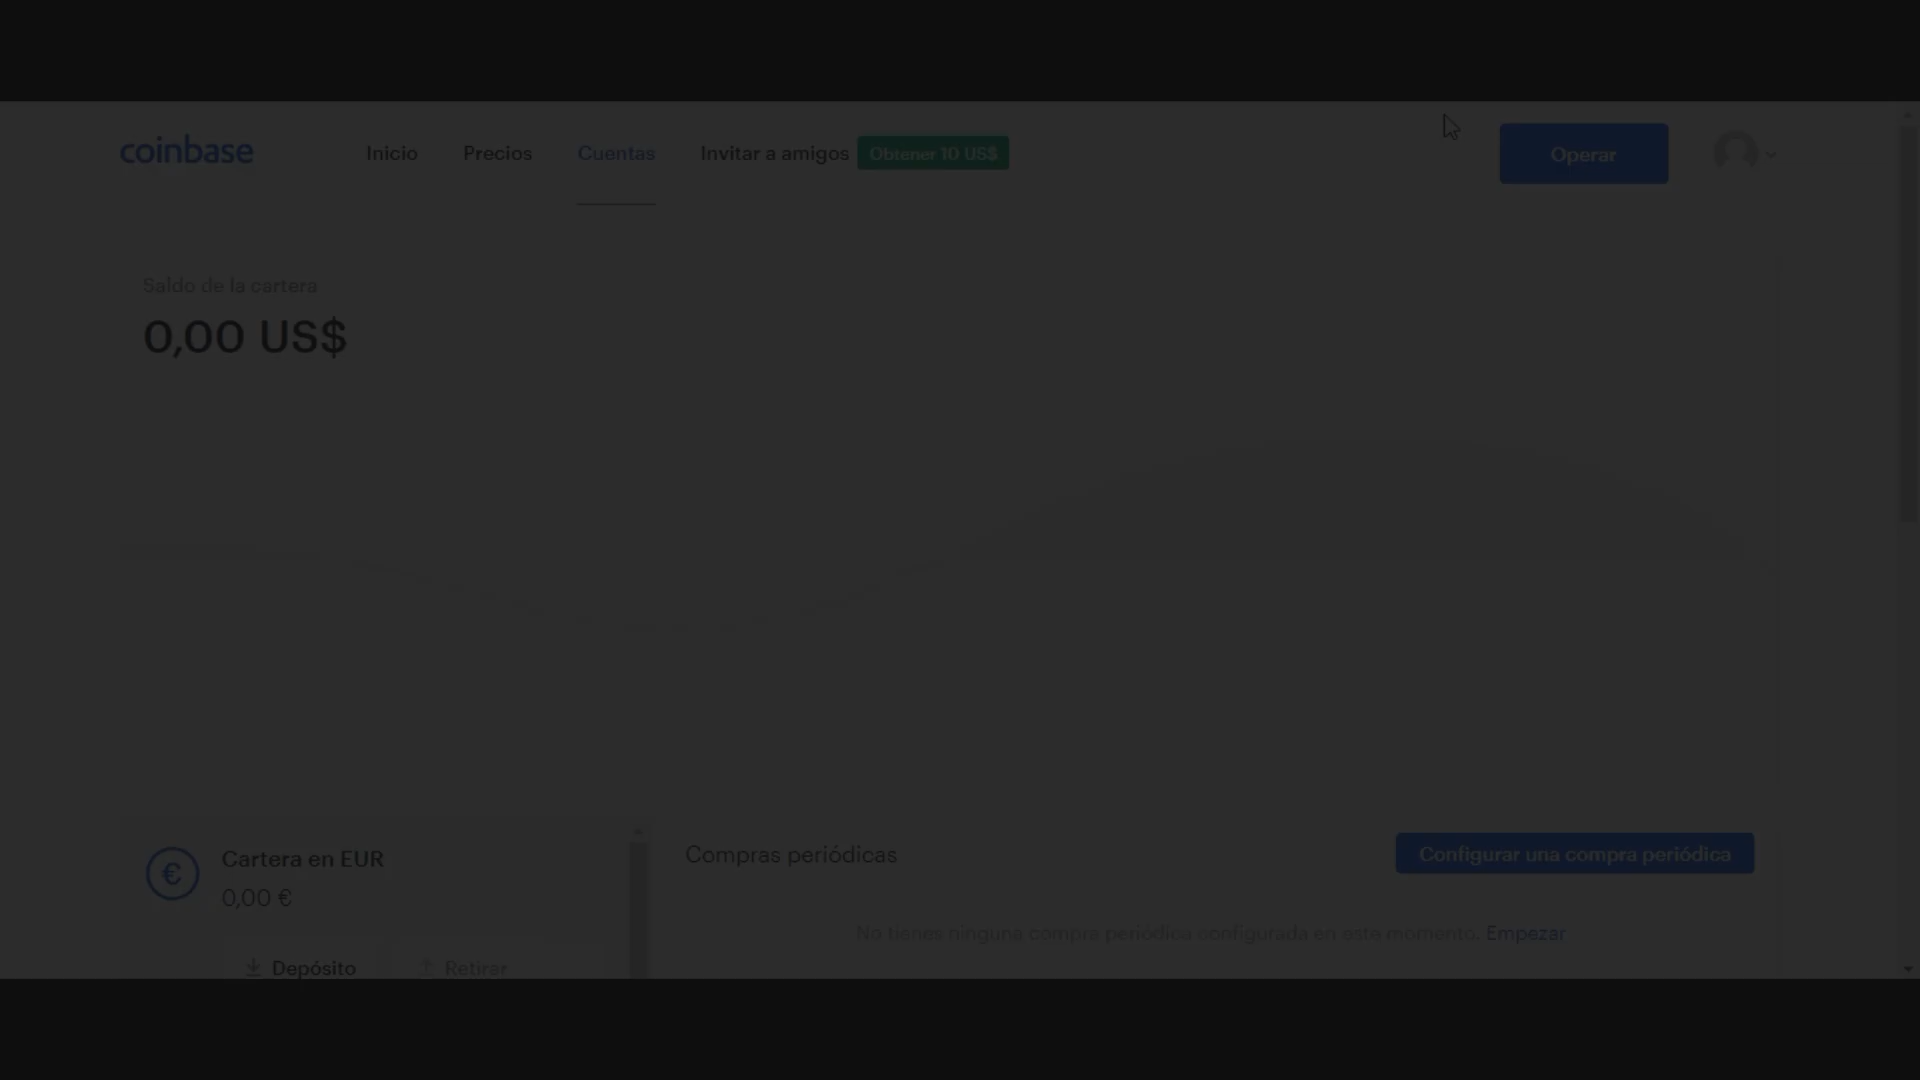 coinbase
Inicio Precios Cuentas Invitar a amigos Obtener 10 US$ Operar
Saldo de la cartera
0,00 US$
Cartera en EUR
0,00 €
Depósito Retirar
Compras periódicas Configurar una compra periódica
No tienes ninguna compra periódica configurada en este momento. Empezar